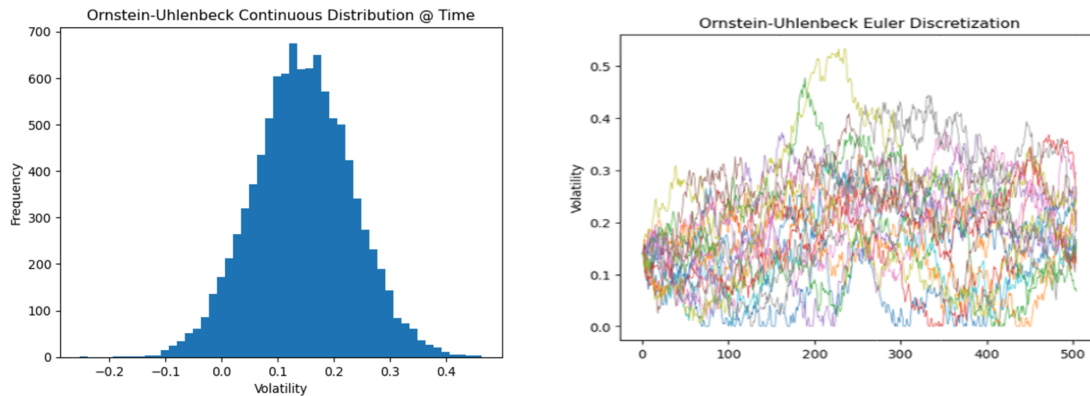 Ornstein-Uhlenbeck Continuous Distribution @ Time
700
600
500
400
300
200
100
0
Frequency
−0.2 −0.1 0.0 0.1 0.2 0.3 0.4
Volatility
Ornstein-Uhlenbeck Euler Discretization
0.5
0.4
0.3
0.2
0.1
0.0
Volatility
0 100 200 300 400 500